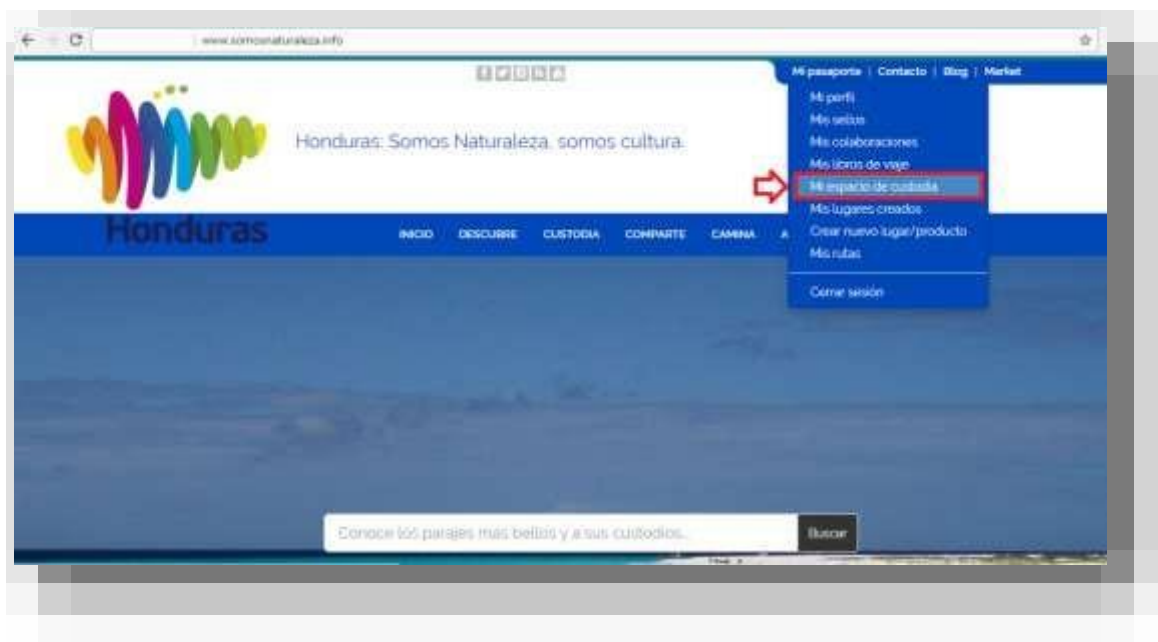 www.somosnaturaleza.info
Mi pasaporte | Contacto | Blog | Market
Mi perfil
Mis sellos
Mis colaboraciones
Mis libros de viaje
Mi espacio de custodia
Mis lugares creados
Crear nuevo lugar/producto
Mis rutas
Cerrar sesión
Honduras: Somos Naturaleza, somos cultura.
Honduras
INICIO DESCUBRE CUSTODIA COMPARTE CAMINA
Conoce los parajes más bellos y a sus custodios...
Buscar